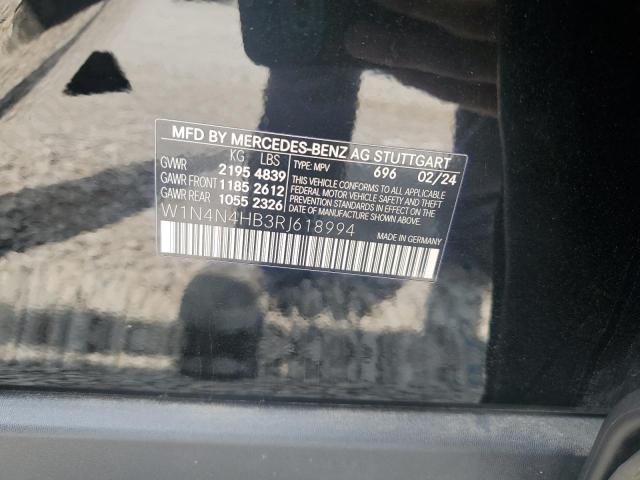 MFD BY MERCEDES-BENZ AG STUTTGART
KG LBS TYPE: MPV 696 02/24
GVWR 2195 4839
GAWR FRONT 1185 2612
GAWR REAR 1055 2326
THIS VEHICLE CONFORMS TO ALL APPLICABLE
FEDERAL MOTOR VEHICLE SAFETY AND
THEFT PREVENTION STANDARDS IN EFFECT ON THE DATE OF
MANUFACTURE SHOWN ABOVE.
W1N4N4HB3RJ618994
MADE IN GERMANY